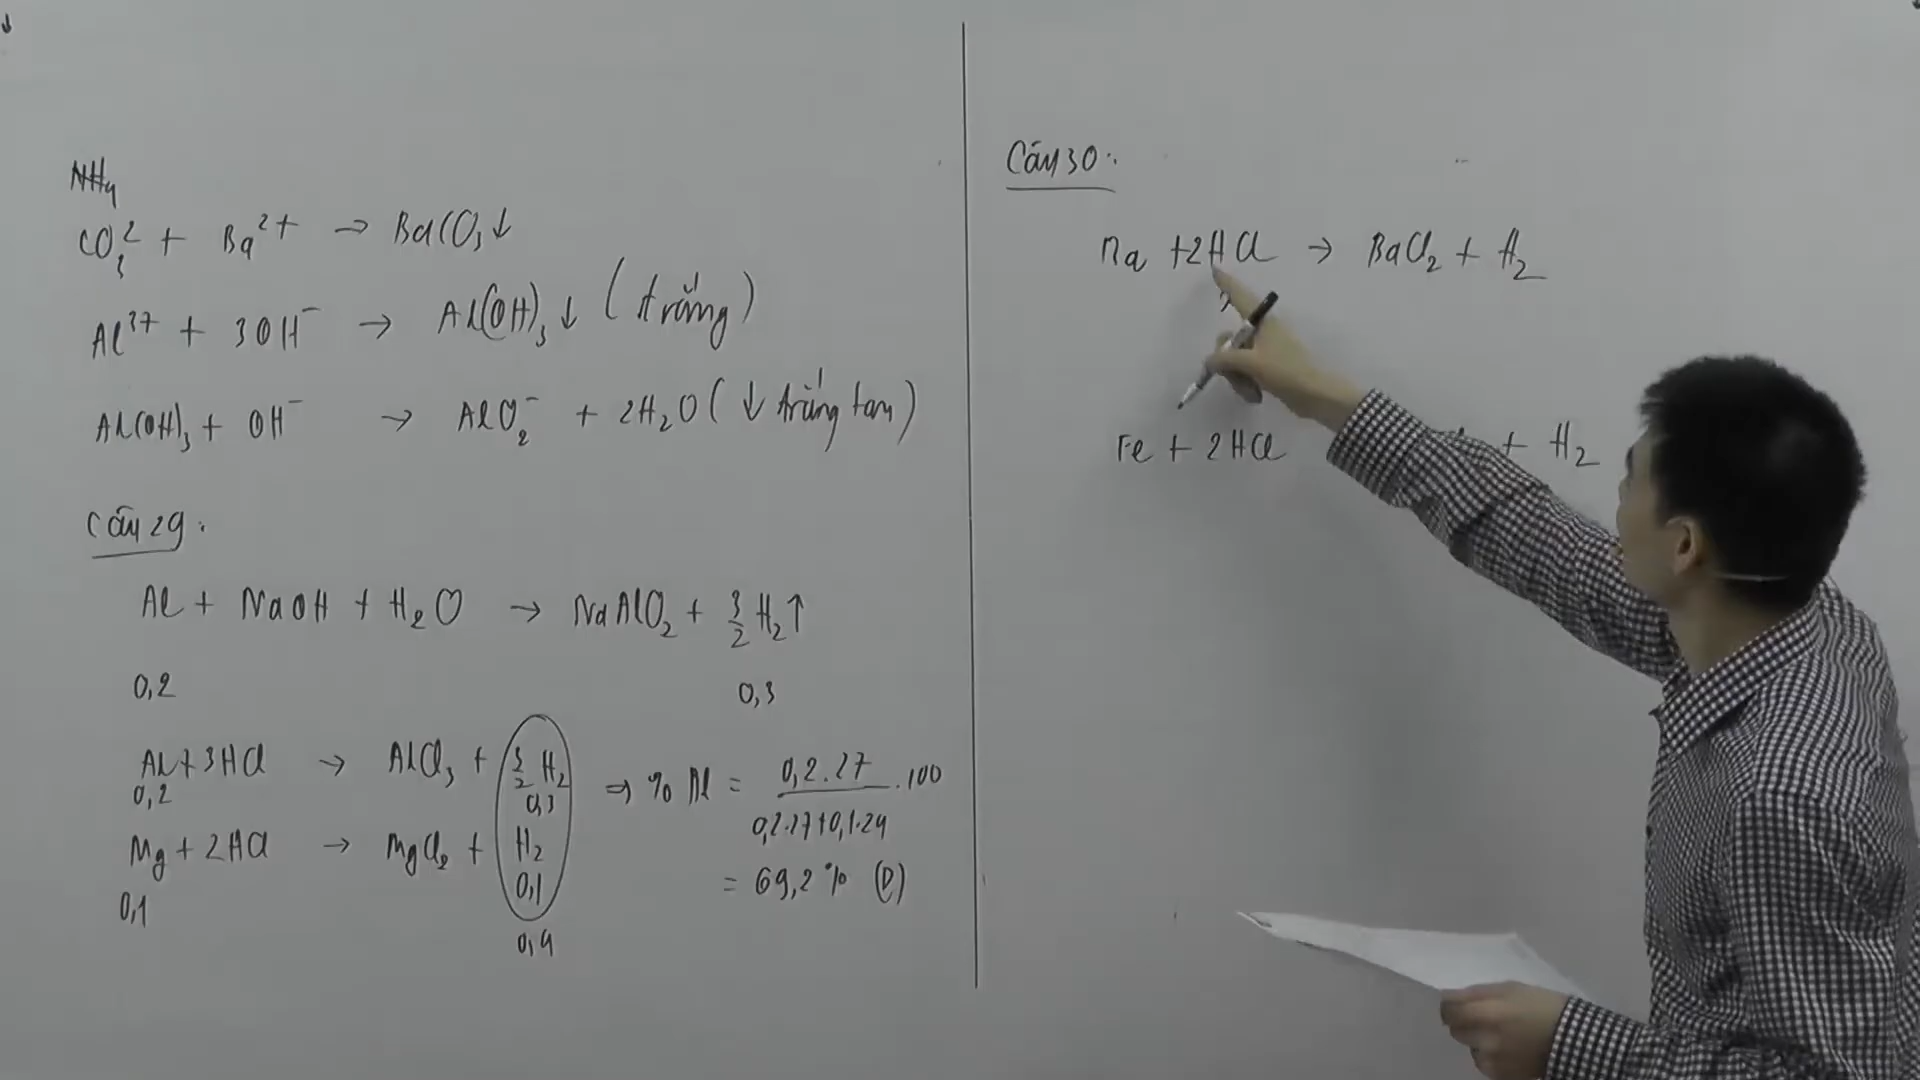 NH₄
CO₃²⁻ + Ba²⁺ → BaCO₃↓
Al³⁺ + 3OH⁻ → Al(OH)₃↓ (trắng)
Al(OH)₃ + OH⁻ → AlO₂⁻ + 2H₂O (↓ trắng tan)
Câu 29:
Al + NaOH + H₂O → NaAlO₂ + 3/2 H₂↑
0,2 0,3
Al + 3HCl → AlCl₃ + 3/2 H₂
0,2 0,3
⇒ % Al = (0,2.27)/(0,2.27+0,1.24) .100
Mg + 2HCl → MgCl₂ + H₂
0,1 0,1
= 69,2% (D)
0,4
Câu 30:
Ba + 2HCl → BaCl₂ + H₂
Fe + 2HCl + H₂